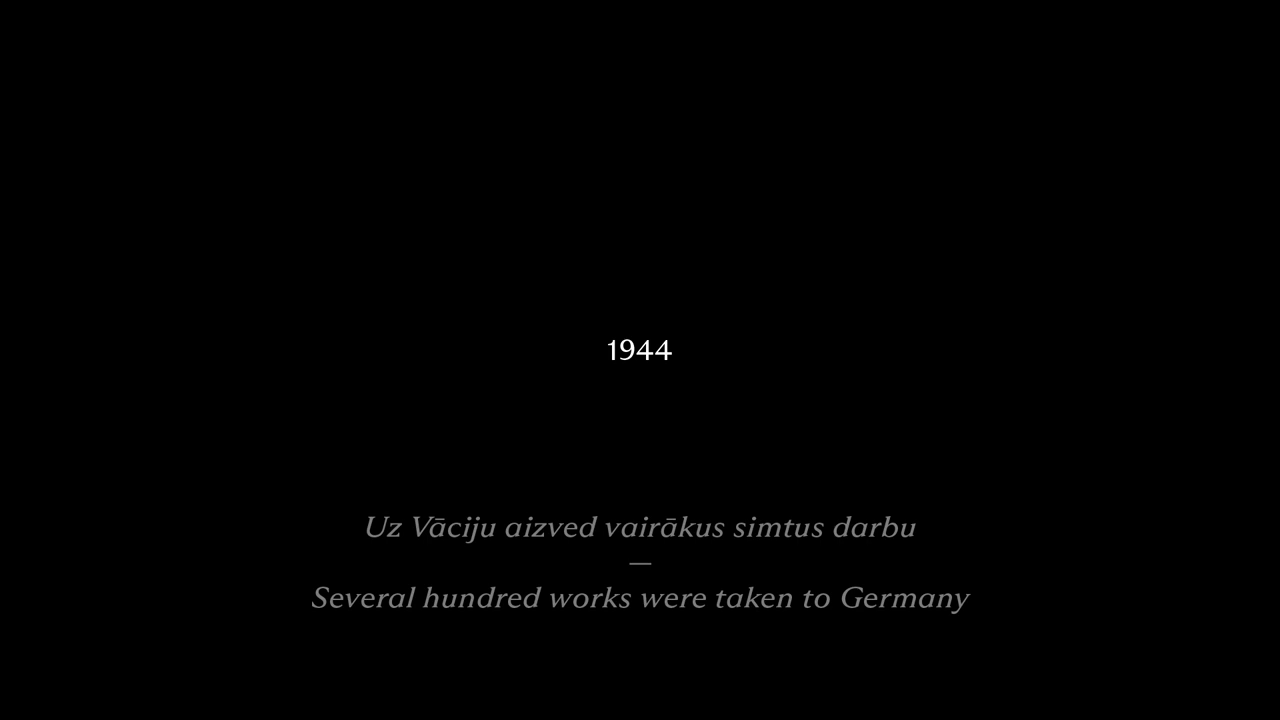 1944
Uz Vāciju aizved vairākus simtus darbu
—
Several hundred works were taken to Germany